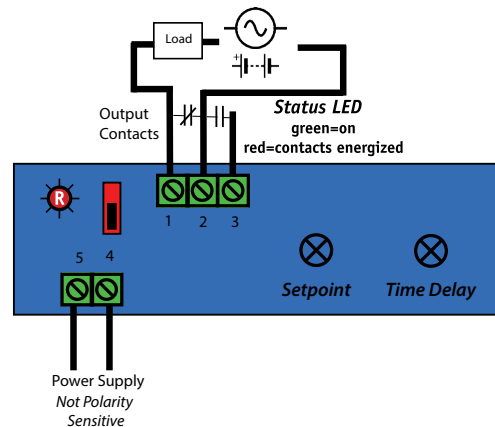 Load
+
Output
Contacts
Status LED
green=on
red=contacts energized
R
1 2 3
5 4
Setpoint
Time Delay
Power Supply
Not Polarity
Sensitive